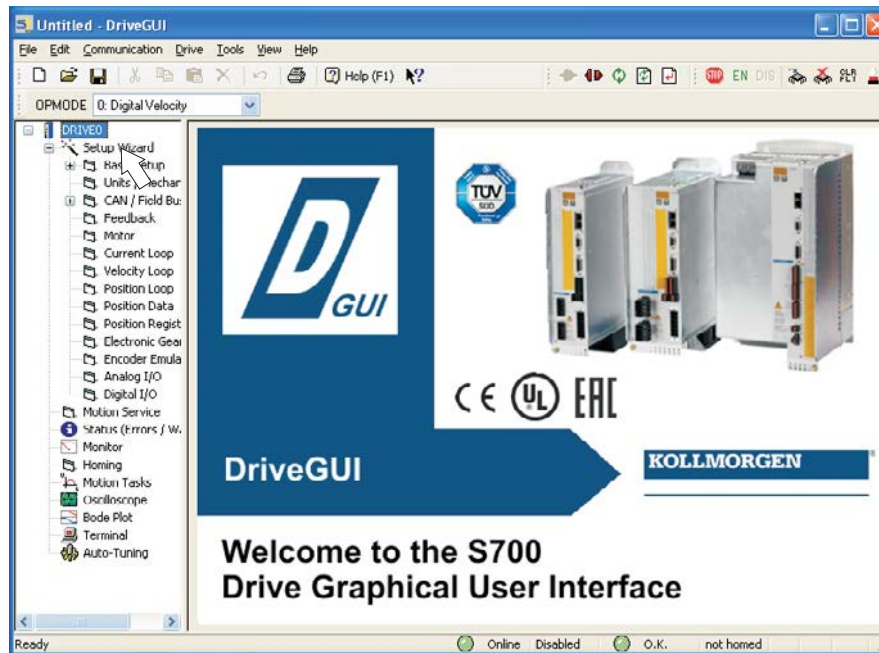 Untitled - DriveGUI
File Edit Communication Drive Tools View Help
Help (F1) STOP EN DIS
OPMODE 0: Digital Velocity
DRIVE0
Setup Wizard
Setup
Units
CAN / Field Bu
Feedback
Motor
Current Loop
Velocity Loop
Position Loop
Position Data
Position Regist
Electronic Gear
Encoder Emula
Analog I/O
Digital I/O
Motion Service
Status (Errors / W
Monitor
Homing
Motion Tasks
Oscilloscope
Bode Plot
Terminal
Auto-Tuning
D
GUI
TÜV
SÜD
CE UL EAC
DriveGUI
KOLLMORGEN
Welcome to the S700
Drive Graphical User Interface
Ready Online Disabled O.K. not homed